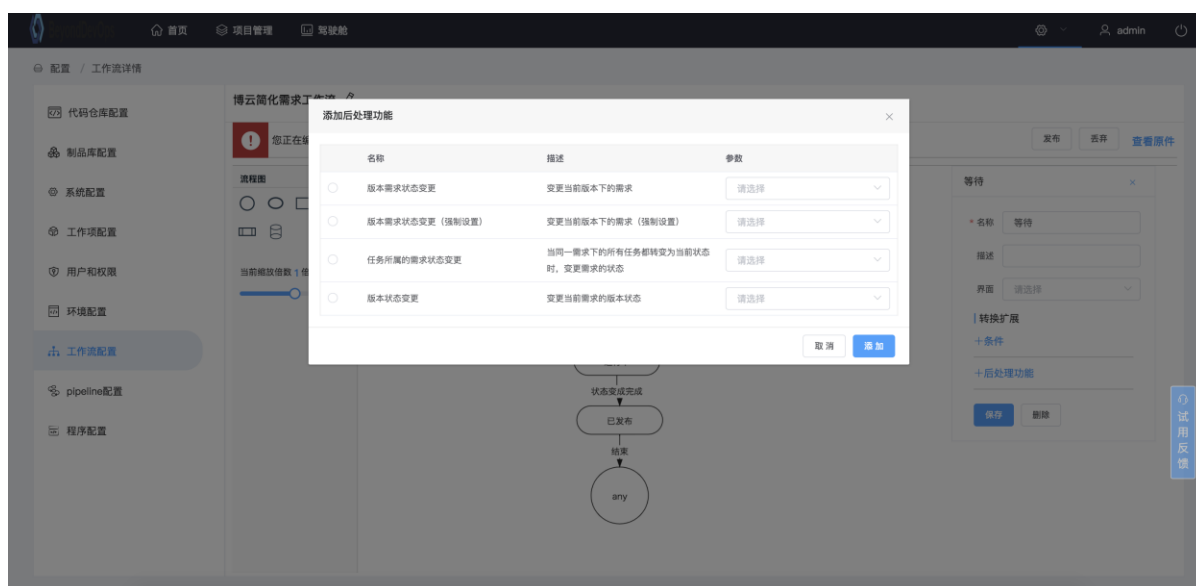 首页
项目管理
驾驶舱
admin
配置 / 工作流详情
代码仓库配置
制品库配置
系统配置
工作项配置
用户和权限
环境配置
工作流配置
pipeline配置
程序配置
博云简化需求工作流
您正在编
发布
丢弃
查看原件
流程图
当前缩放倍数 1 倍
添加后处理功能
名称 描述 参数
版本需求状态变更 变更当前版本下的需求 请选择
版本需求状态变更（强制设置） 变更当前版本下的需求（强制设置） 请选择
任务所属的需求状态变更 当同一需求下的所有任务都转变为当前状态
时，变更需求的状态 请选择
版本状态变更 变更当前需求的版本状态 请选择
取消 添加
状态变成完成
已发布
结束
any
等待
* 名称 等待
描述
界面 请选择
转换扩展
+条件
+后处理功能
保存 删除
试用反馈